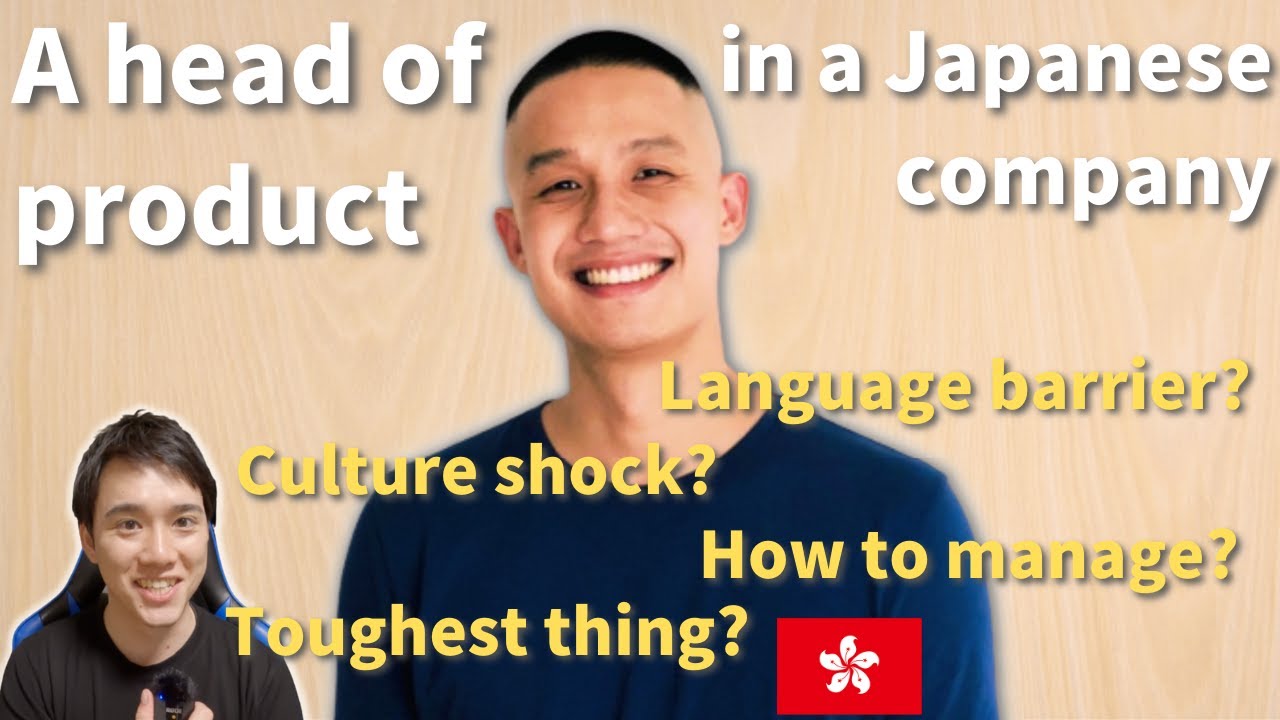 A head of
product
in a Japanese
company
Language barrier?
Culture shock?
How to manage?
Toughest thing?